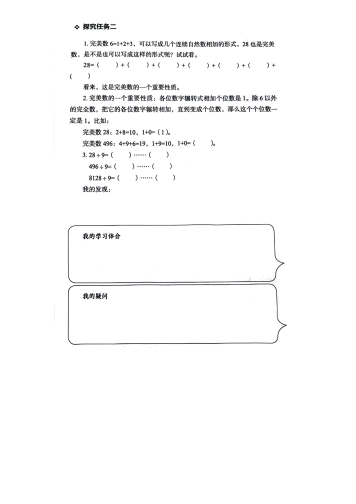 ❖ 探究任务二
1. 完美数 6=1+2+3，可以写成几个连续自然数相加的形式。28 也是完美
数，是不是也可以写成这样的形式呢？试试看。
28=（ ）+（ ）+（ ）+（ ）+（ ）+（ ）+
（ ）
看来，这是完美数的一个重要性质。
2. 完美数的一个重要性质：各位数字辗转式相加个位数是 1。除 6 以外
的完全数，把它的各位数字辗转相加，直到变成个位数，那么这个个位数一
定是 1。比如：
完美数 28：2+8=10，1+0=（1）。
完美数 496：4+9+6=19，1+9=10，1+0=（ ）。
3. 28÷9=（ ）……（ ）
496÷9=（ ）……（ ）
8128÷9=（ ）……（ ）
我的发现：
我的学习体会
我的疑问